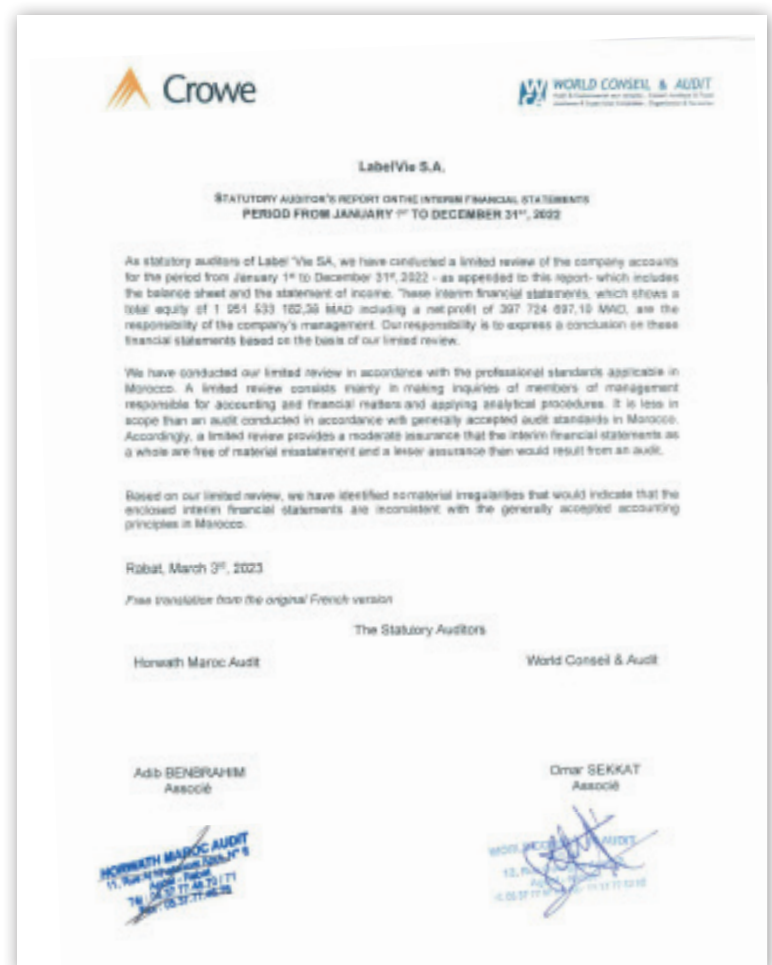 Crowe
WORLD CONSEIL & AUDIT
LabelVie S.A.
STATUTORY AUDITOR'S REPORT ON THE INTERIM FINANCIAL STATEMENTS
PERIOD FROM JANUARY 1ST TO DECEMBER 31st, 2022
As statutory auditors of Label 'Vie SA, we have conducted a limited review of the company accounts
for the period from January 1st to December 31st, 2022 - as appended to this report- which includes
the balance sheet and the statement of income. These interim financial statements, which shows a
total equity of 1 951 533 182,38 MAD including a net profit of 397 724 697,19 MAD, are the
responsibility of the company's management. Our responsibility is to express a conclusion on these
financial statements based on the basis of our limited review.
We have conducted our limited review in accordance with the professional standards applicable in
Morocco. A limited review consists mainly in making inquiries of members of management
responsible for accounting and financial matters and applying analytical procedures. It is less in
scope than an audit conducted in accordance with generally accepted audit standards in Morocco.
Accordingly, a limited review provides a moderate assurance that the interim financial statements as
a whole are free of material misstatement and a lesser assurance than would result from an audit.
Based on our limited review, we have identified no material irregularities that would indicate that the
enclosed interim financial statements are inconsistent with the generally accepted accounting
principles in Morocco.
Rabat, March 3rd, 2023
Free translation from the original French version
The Statutory Auditors
Horwath Maroc Audit World Conseil & Audit
Adib BENBRAHIM Omar SEKKAT
Associé Associé
HORWATH MAROC AUDIT
11, Rue
Agdal - Rabat